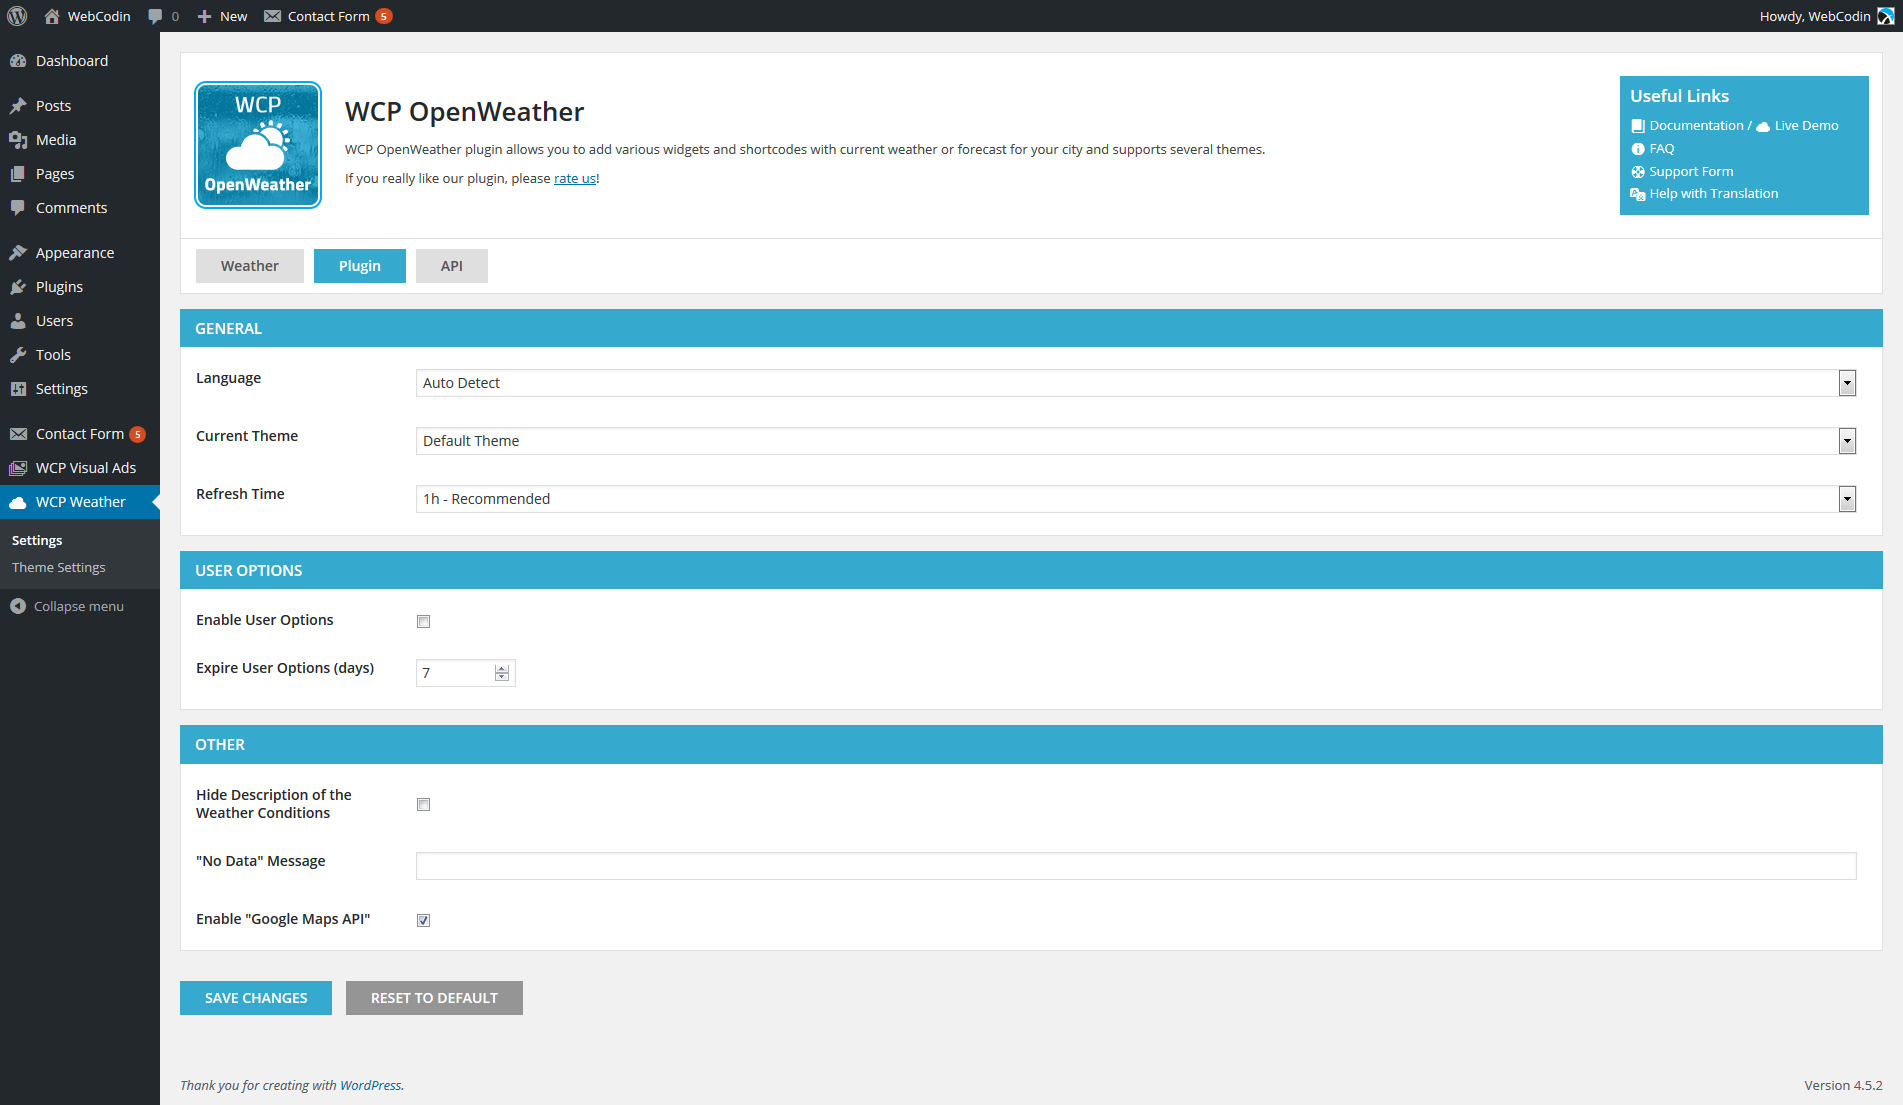 WebCodin 0 New Contact Form 5 Howdy, WebCodin
Dashboard
Posts
Media
Pages
Comments
Appearance
Plugins
Users
Tools
Settings
Contact Form 5
WCP Visual Ads
WCP Weather
Settings
Theme Settings
Collapse menu
WCP
OpenWeather
WCP OpenWeather
WCP OpenWeather plugin allows you to add various widgets and shortcodes with current weather or forecast for your city and supports several themes.
If you really like our plugin, please rate us!
Useful Links
Documentation / Live Demo
FAQ
Support Form
Help with Translation
Weather Plugin API
GENERAL
Language Auto Detect
Current Theme Default Theme
Refresh Time 1h - Recommended
USER OPTIONS
Enable User Options
Expire User Options (days) 7
OTHER
Hide Description of the
Weather Conditions
"No Data" Message
Enable "Google Maps API"
SAVE CHANGES RESET TO DEFAULT
Thank you for creating with WordPress. Version 4.5.2